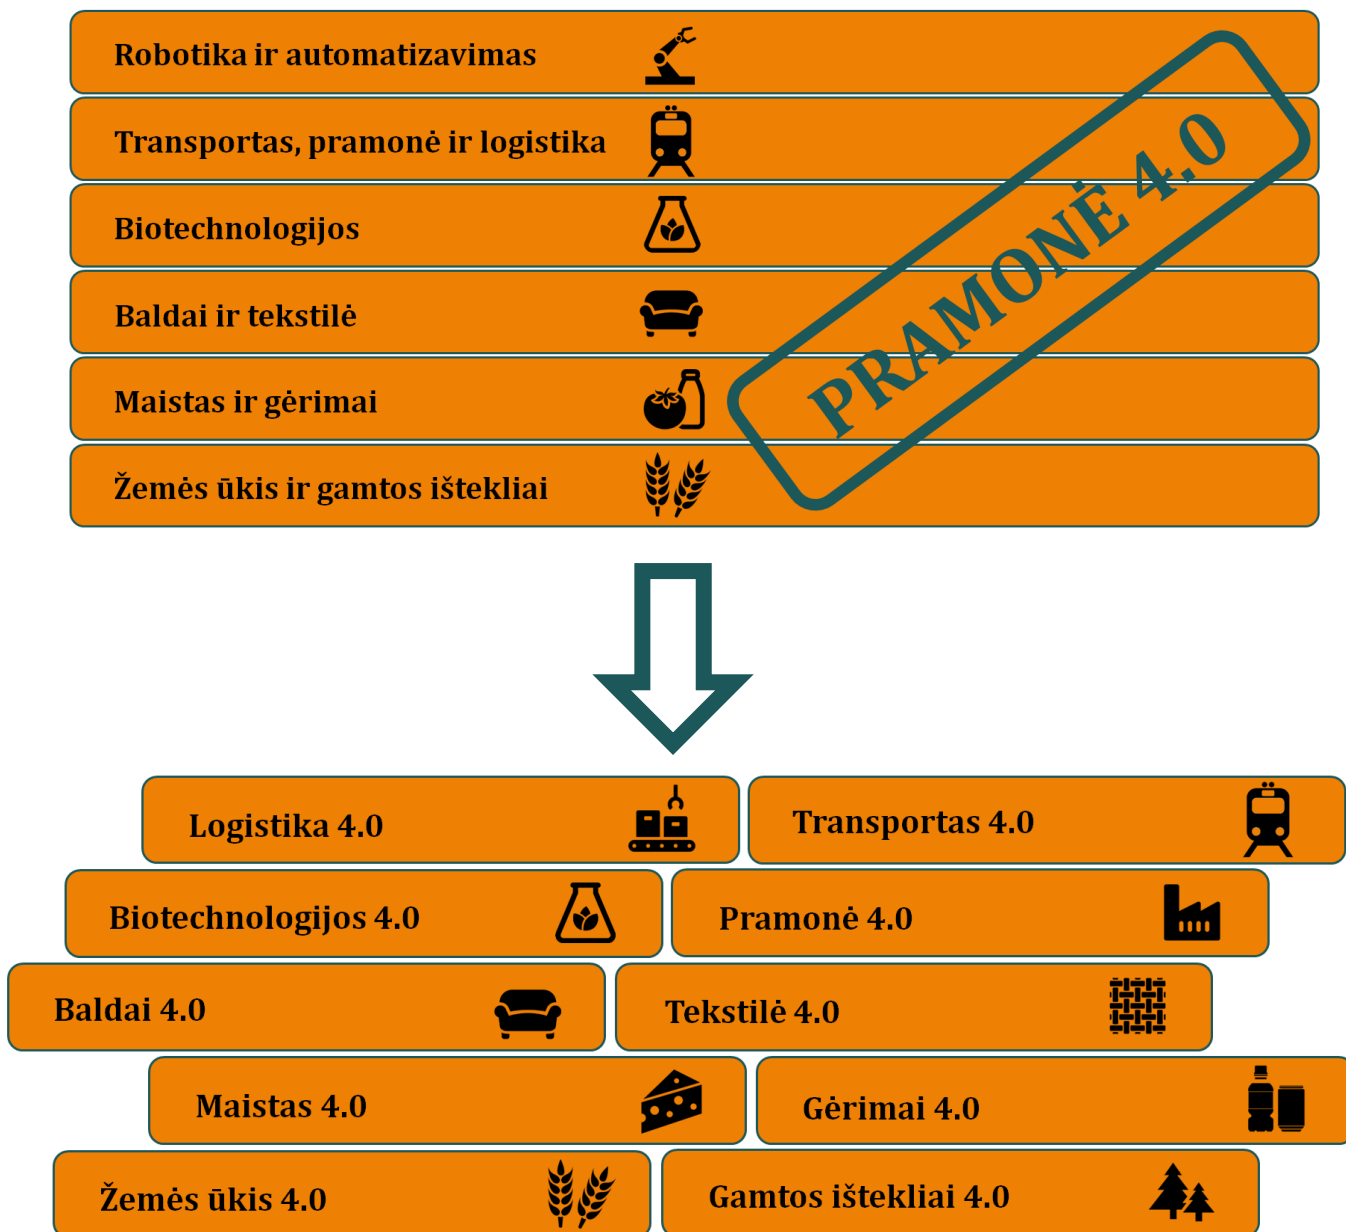 Robotika ir automatizavimas
Transportas, pramonė ir logistika
Biotechnologijos
Baldai ir tekstilė
Maistas ir gėrimai
Žemės ūkis ir gamtos ištekliai
PRAMONĖ 4.0
Logistika 4.0
Transportas 4.0
Biotechnologijos 4.0
Pramonė 4.0
Baldai 4.0
Tekstilė 4.0
Maistas 4.0
Gėrimai 4.0
Žemės ūkis 4.0
Gamtos ištekliai 4.0